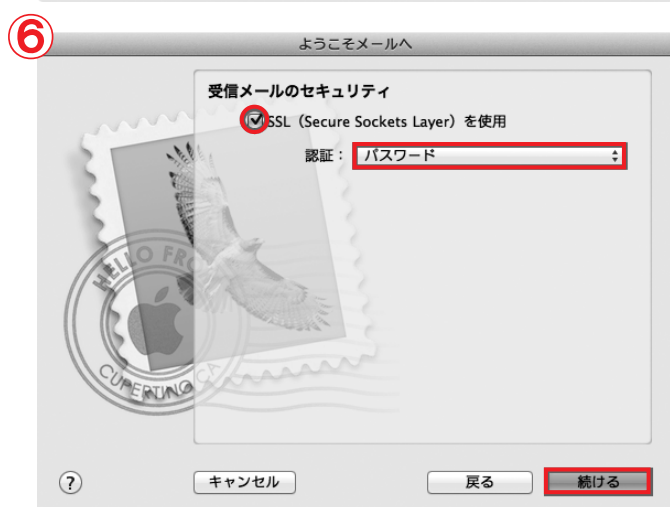 ⑥
ようこそメールへ
受信メールのセキュリティ
SSL（Secure Sockets Layer）を使用
認証： パスワード
HELLO FRO
CUPERTINO, CA
? キャンセル 戻る 続ける